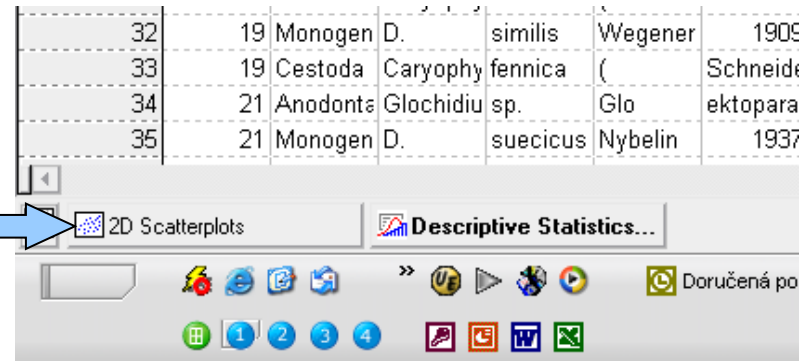 32 19 Monogen D. similis Wegener 1909
33 19 Cestoda Caryophy fennica ( Schneide
34 21 Anodonta Glochidiu sp. Glo ektopara
35 21 Monogen D. suecicus Nybelin 1937
2D Scatterplots Descriptive Statistics...
» UE Doručená po
1 2 3 4 W X